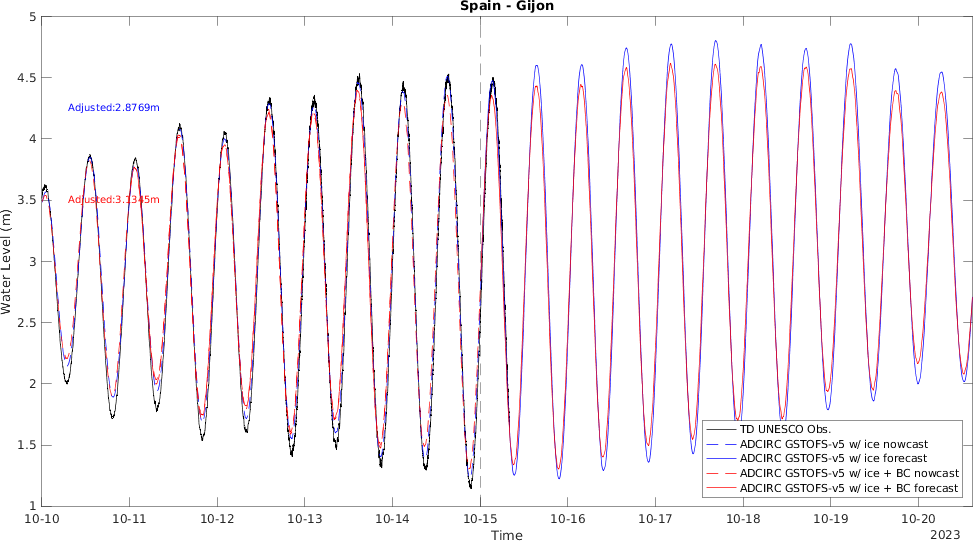 Spain - Gijon
5
4.5
4
3.5
3
2.5
2
1.5
1
Water Level (m)
Adjusted:2.8769m
Adjusted:3.1345m
TD UNESCO Obs.
ADCIRC GSTOFS-v5 w/ ice nowcast
ADCIRC GSTOFS-v5 w/ ice forecast
ADCIRC GSTOFS-v5 w/ ice + BC nowcast
ADCIRC GSTOFS-v5 w/ ice + BC forecast
10-10 10-11 10-12 10-13 10-14 10-15 10-16 10-17 10-18 10-19 10-20
Time
2023